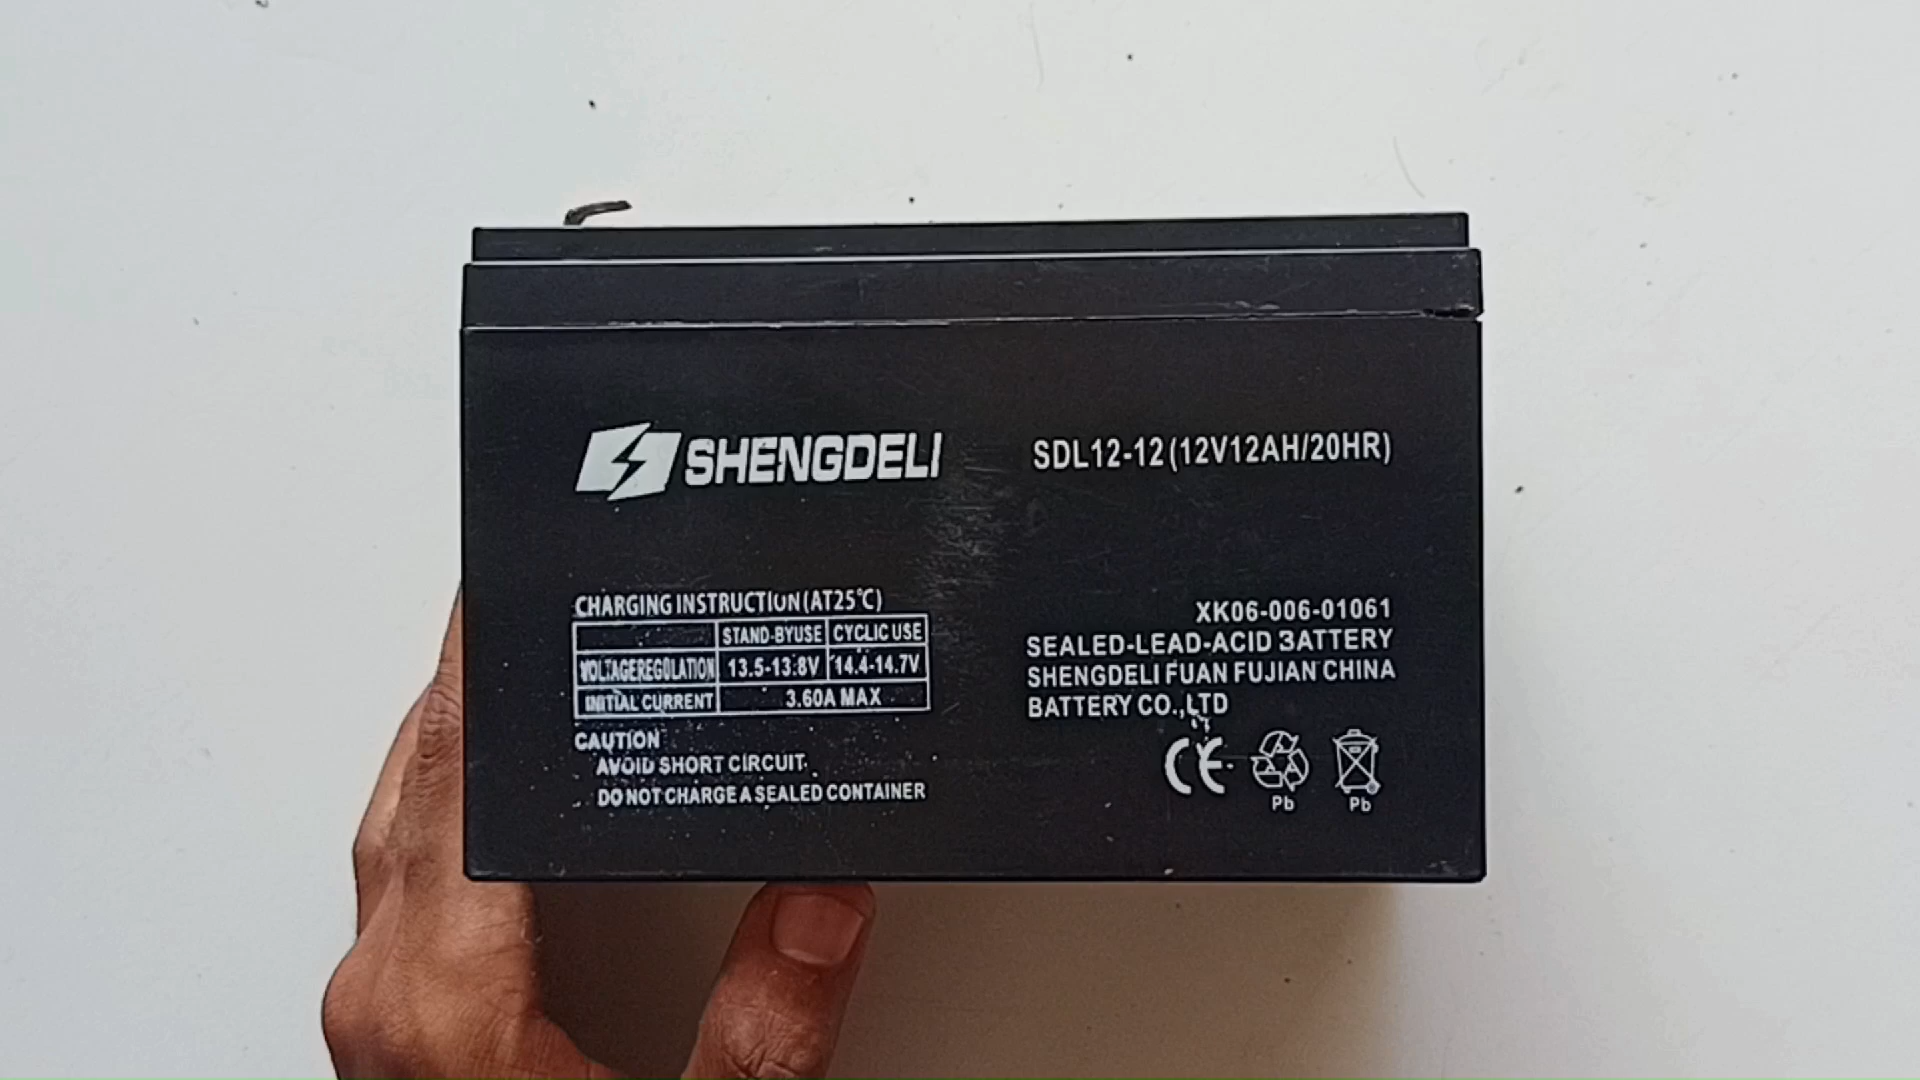 SHENGDELI
SDL12-12(12V12AH/20HR)
CHARGING INSTRUCTION(AT25℃)
STAND-BYUSE CYCLIC USE
VOLTAGEREGULATION 13.5-13.8V 14.4-14.7V
INITIAL CURRENT 3.60A MAX
CAUTION
AVOID SHORT CIRCUIT
DO NOT CHARGE A SEALED CONTAINER
XK06-006-01061
SEALED-LEAD-ACID BATTERY
SHENGDELI FUAN FUJIAN CHINA
BATTERY CO.,LTD
CE
Pb Pb